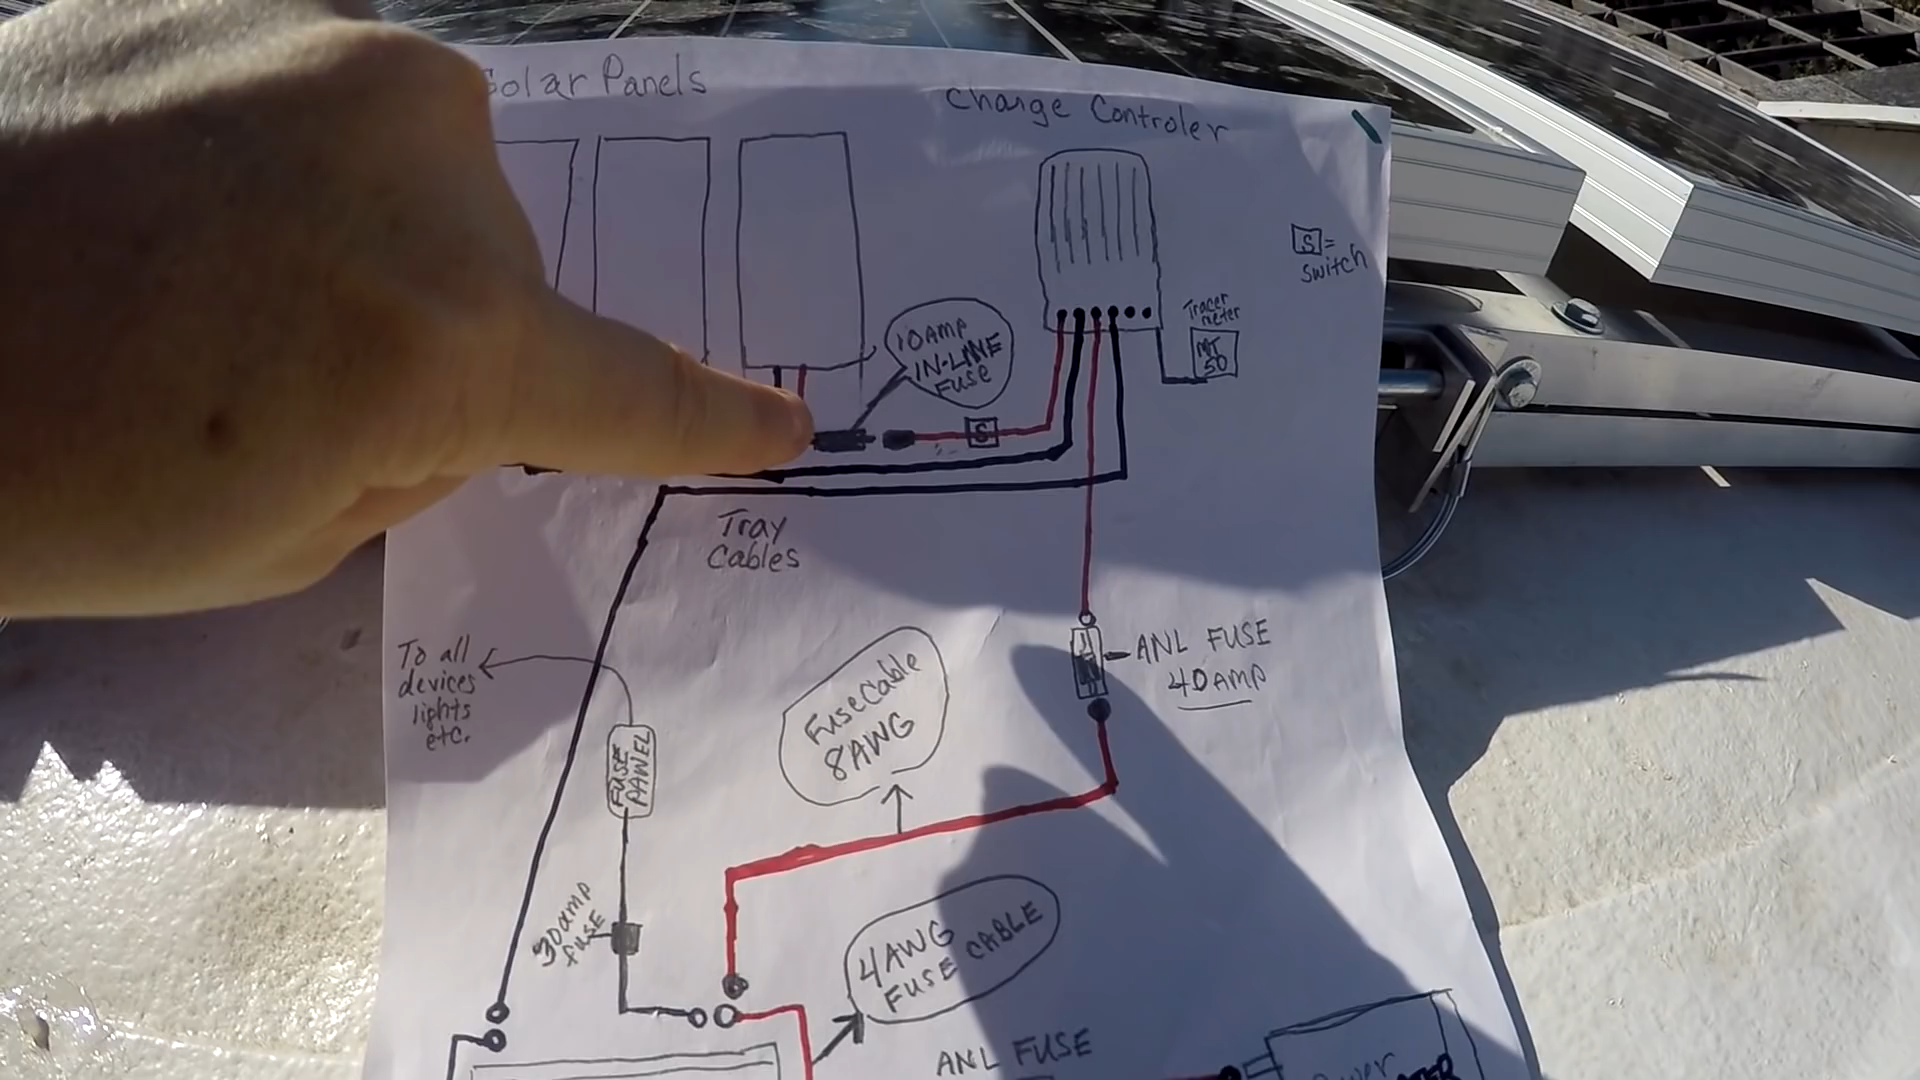 Solar Panels
Charge Controler
S =
Switch
Tracer
meter
MT
50
10AMP
IN-LINE
Fuse
S
Tray
Cables
To all
devices
lights
etc.
FUSE
PANEL
Fuse Cable
8AWG
ANL FUSE
40AMP
30amp
fuse
4AWG
FUSE CABLE
ANL FUSE
Power